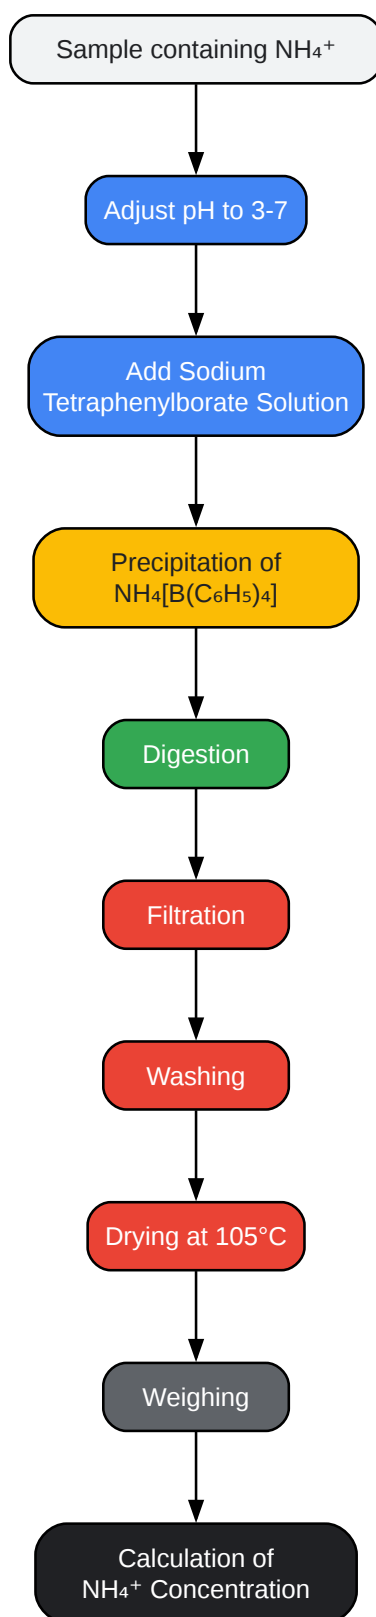 Sample containing NH₄⁺
Adjust pH to 3-7
Add Sodium
Tetraphenylborate Solution
Precipitation of
NH₄[B(C₆H₅)₄]
Digestion
Filtration
Washing
Drying at 105°C
Weighing
Calculation of
NH₄⁺ Concentration